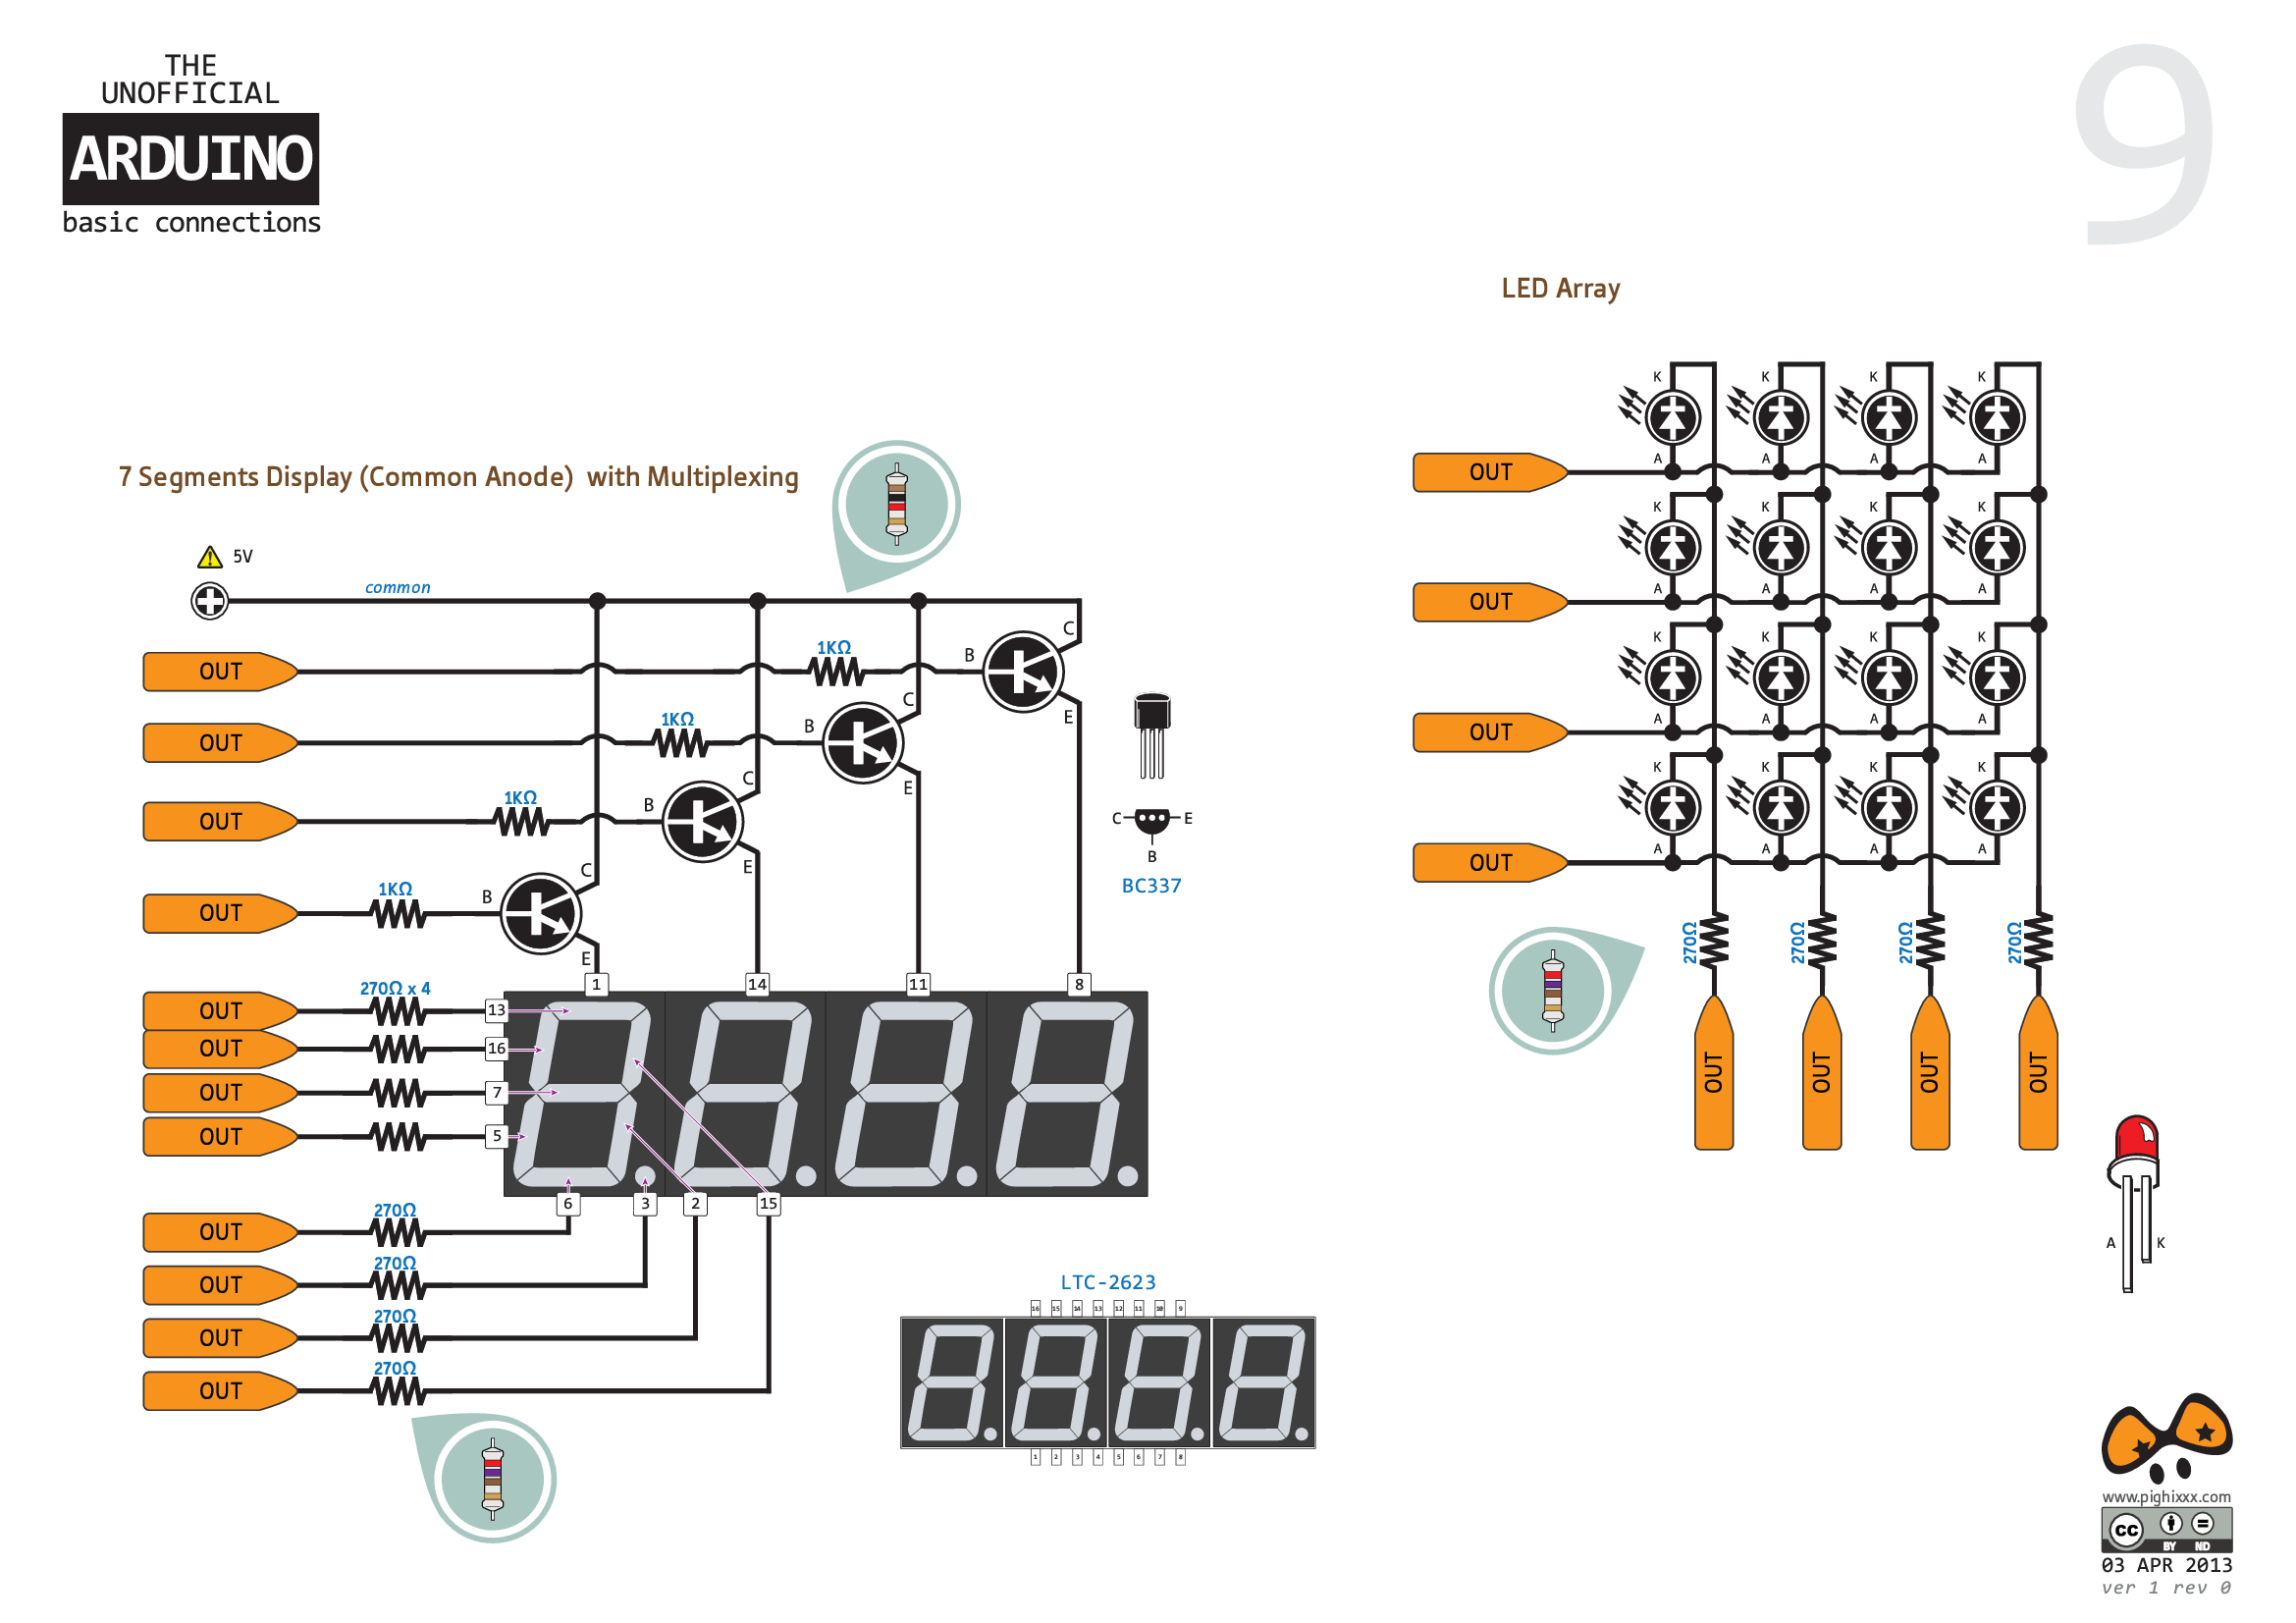 THE
UNOFFICIAL
ARDUINO
basic connections
9
7 Segments Display (Common Anode) with Multiplexing
5V
common
OUT
1KΩ
B
C
E
OUT
1KΩ
B
C
E
OUT
1KΩ
B
C
E
OUT
1KΩ
B
C
E
C
E
B
BC337
1
14
11
8
270Ω x 4
OUT
13
OUT
16
OUT
7
OUT
5
6
3
2
15
OUT
270Ω
OUT
270Ω
OUT
270Ω
OUT
270Ω
LTC-2623
16 15 14 13 12 11 10 9
1 2 3 4 5 6 7 8
LED Array
K K K K
A A A A
OUT
K K K K
A A A A
OUT
K K K K
A A A A
OUT
K K K K
A A A A
OUT
270Ω 270Ω 270Ω 270Ω
OUT OUT OUT OUT
A K
www.pighixxx.com
cc
BY ND
03 APR 2013
ver 1 rev 0